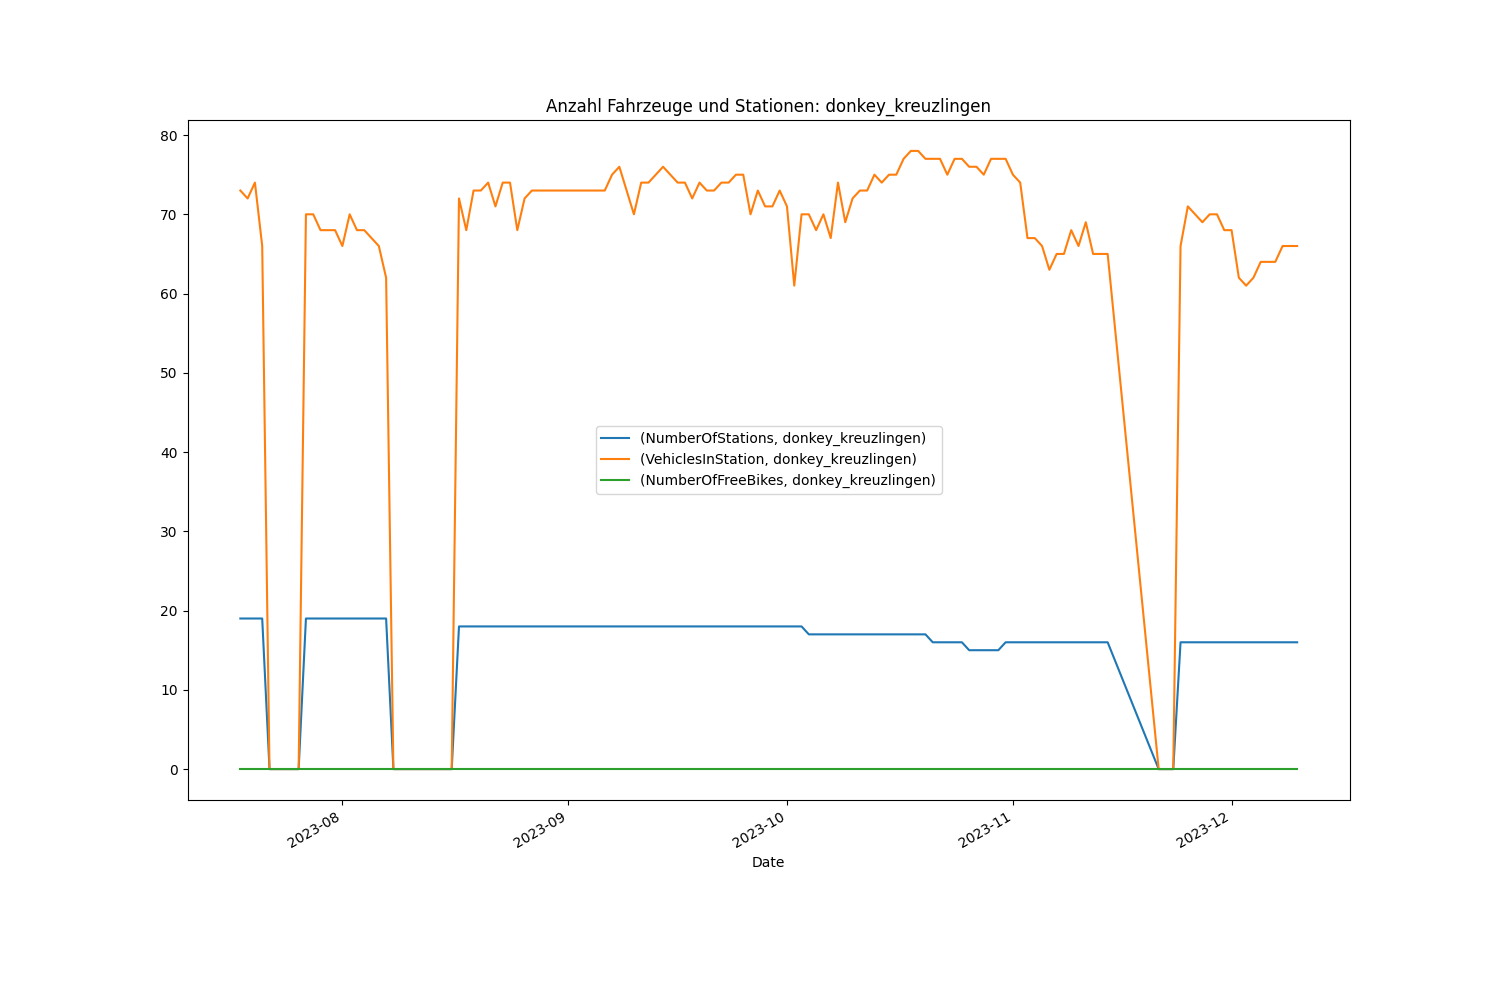 Anzahl Fahrzeuge und Stationen: donkey_kreuzlingen
80
70
60
50
40
30
20
10
0
(NumberOfStations, donkey_kreuzlingen)
(VehiclesInStation, donkey_kreuzlingen)
(NumberOfFreeBikes, donkey_kreuzlingen)
2023-08
2023-09
2023-10
2023-11
2023-12
Date